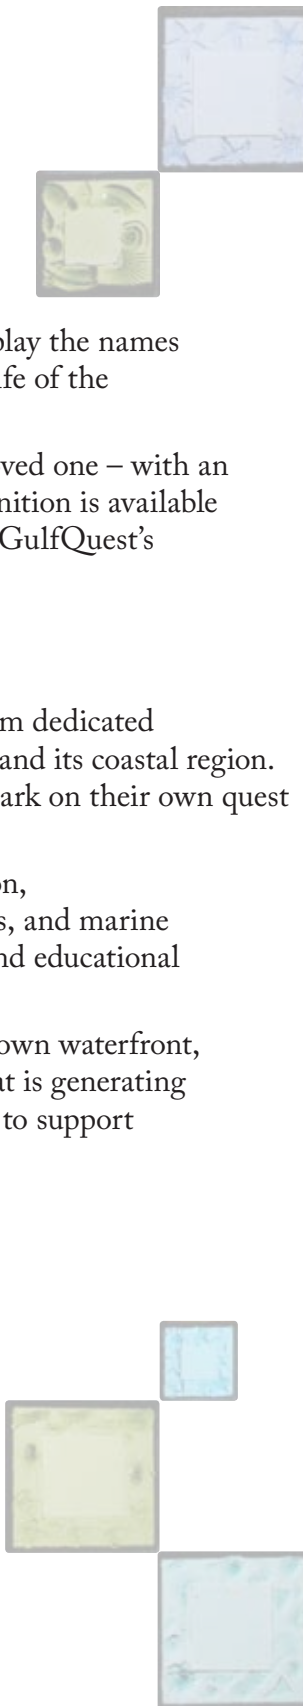 play the names
ife of the
ved one – with an
nition is available
GulfQuest's
m dedicated
and its coastal region.
ark on their own quest
on,
s, and marine
nd educational
own waterfront,
at is generating
to support